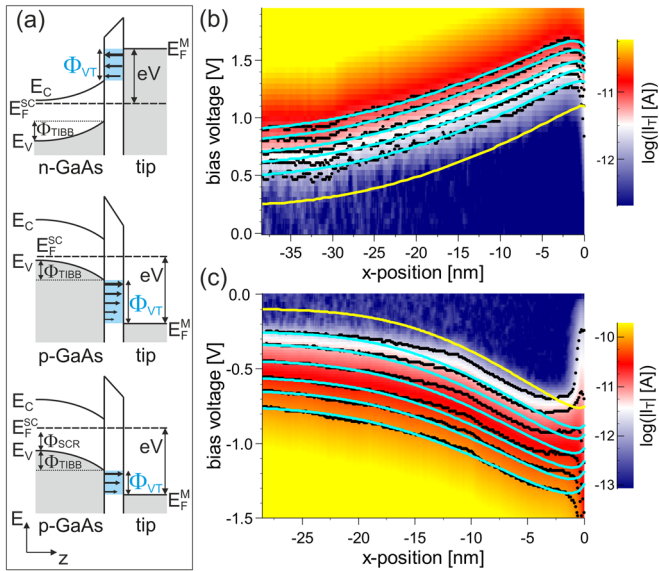 (a)
E_F^M
Φ_VT
eV
E_C
E_F^SC
Φ_TIBB
E_V
n-GaAs tip
E_C
E_F^SC
E_V
eV
Φ_TIBB
Φ_VT
E_F^M
p-GaAs tip
E_C
E_F^SC
Φ_SCR
eV
E_V
Φ_TIBB
Φ_VT
E_F^M
E
p-GaAs tip
z
(b)
bias voltage [V]
1.5
1.0
0.5
0.0
-35 -30 -25 -20 -15 -10 -5 0
x-position [nm]
-11
-12
log(|I-| [A])
(c)
bias voltage [V]
0.0
-0.5
-1.0
-1.5
-25 -20 -15 -10 -5 0
x-position [nm]
-10
-11
-12
-13
log(|I-| [A])